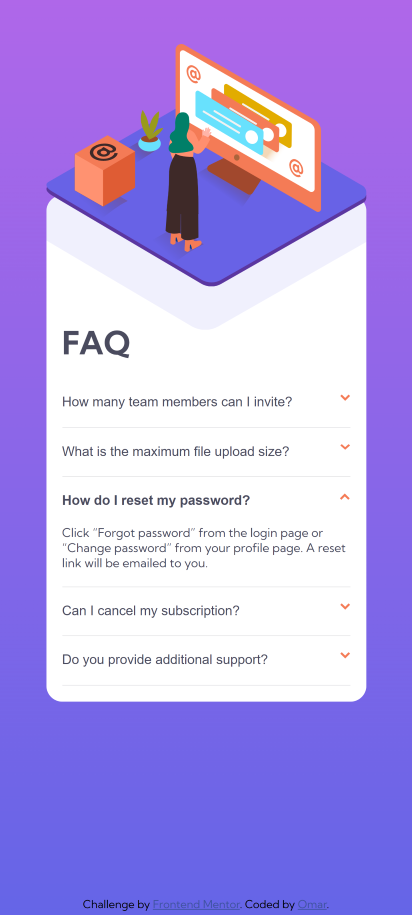 @
@
@
FAQ
How many team members can I invite?
What is the maximum file upload size?
How do I reset my password?
Click “Forgot password” from the login page or
“Change password” from your profile page. A reset
link will be emailed to you.
Can I cancel my subscription?
Do you provide additional support?
Challenge by Frontend Mentor. Coded by Omar.